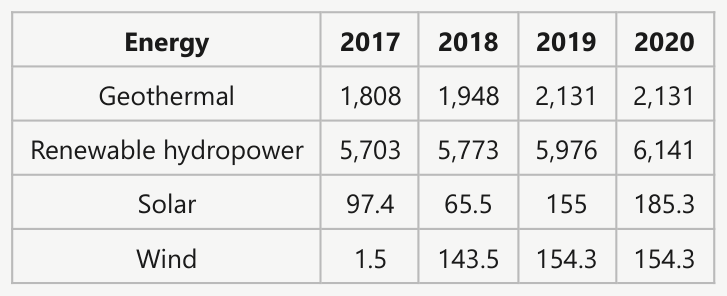 Energy 2017 2018 2019 2020
Geothermal 1,808 1,948 2,131 2,131
Renewable hydropower 5,703 5,773 5,976 6,141
Solar 97.4 65.5 155 185.3
Wind 1.5 143.5 154.3 154.3